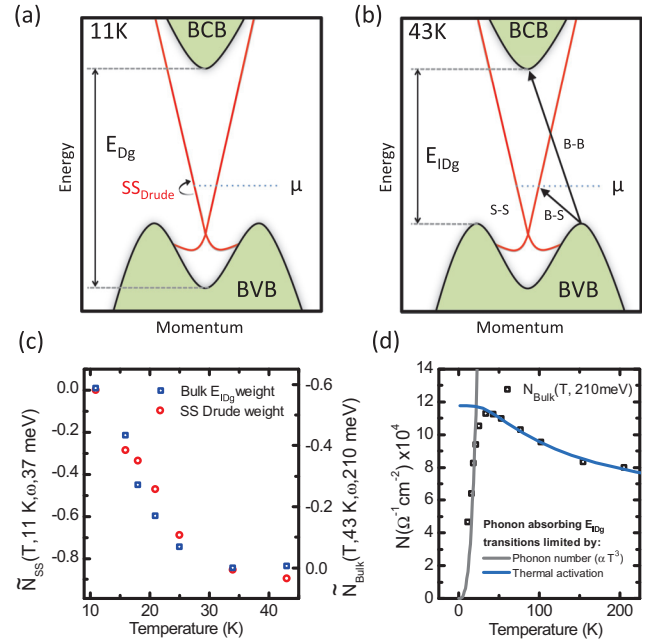 (a)
11K
BCB
E_Dg
SS_Drude
μ
BVB
Energy
Momentum
(b)
43K
BCB
E_IDg
B-B
μ
S-S
B-S
BVB
Energy
Momentum
(c)
Bulk E_IDg weight
SS Drude weight
0.0
-0.2
-0.4
-0.6
-0.8
Ñ_SS(T,11 K,ω,37 meV)
-0.6
-0.4
-0.2
0.0
Ñ_Bulk(T,43 K,ω,210 meV)
10 20 30 40
Temperature (K)
(d)
14
12
10
8
6
4
2
0
N(Ω⁻¹cm⁻²) x10⁴
N_Bulk(T, 210meV)
Phonon absorbing E_IDg
transitions limited by:
Phonon number (α T³)
Thermal activation
0 50 100 150 200
Temperature (K)